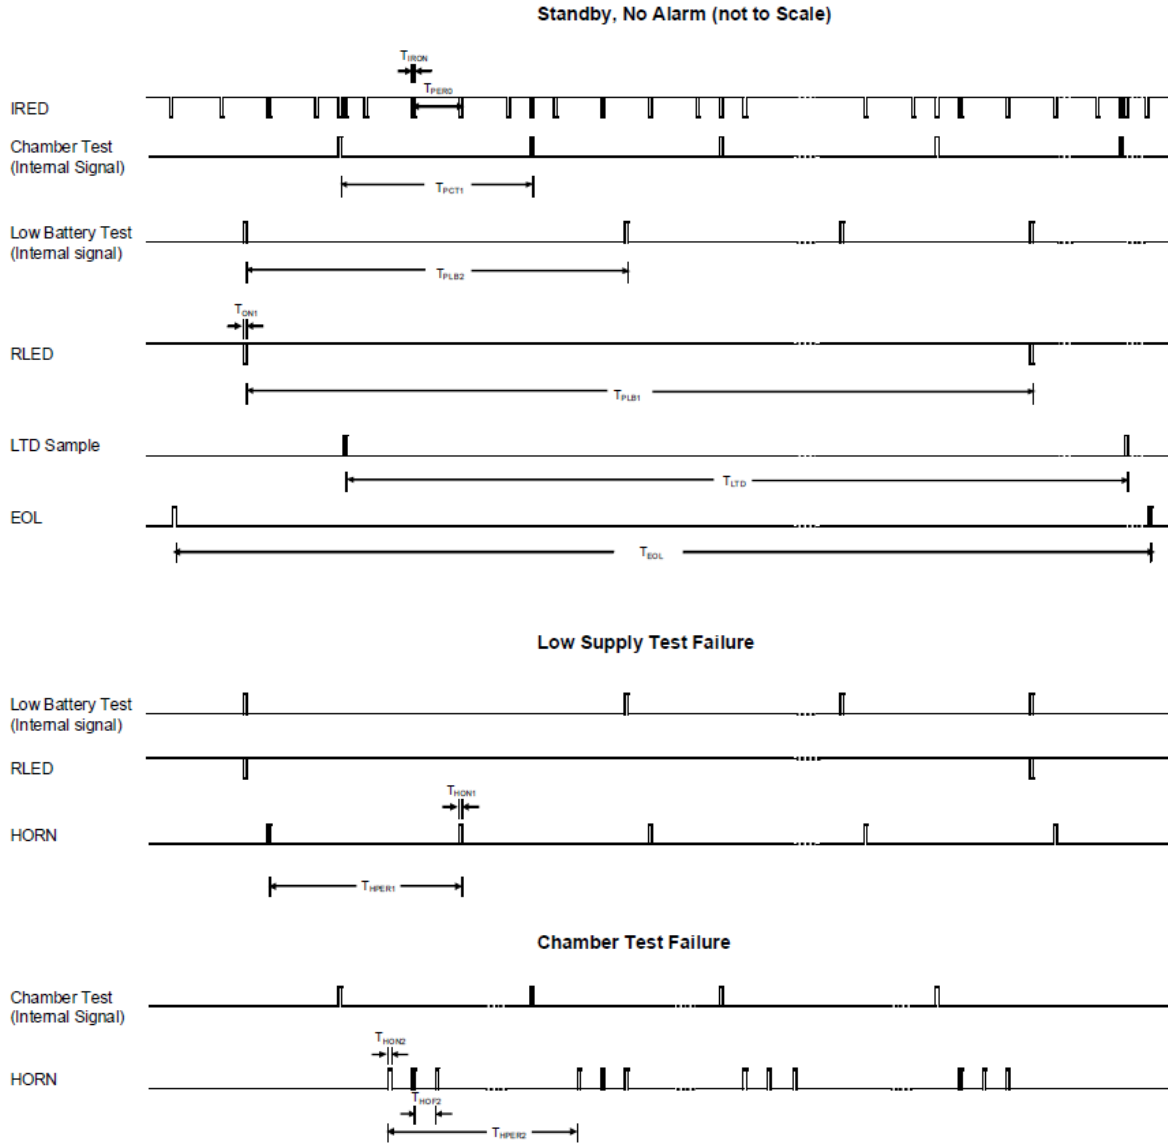 Standby, No Alarm (not to Scale)
TIRON
TPER0
IRED
Chamber Test
(Internal Signal)
TPCT1
Low Battery Test
(Internal signal)
TPLB2
TON1
RLED
TPLB1
LTD Sample
TLTD
EOL
TEOL
Low Supply Test Failure
Low Battery Test
(Internal signal)
RLED
THON1
HORN
THPER1
Chamber Test Failure
Chamber Test
(Internal Signal)
THON2
HORN
THOF2
THPER2